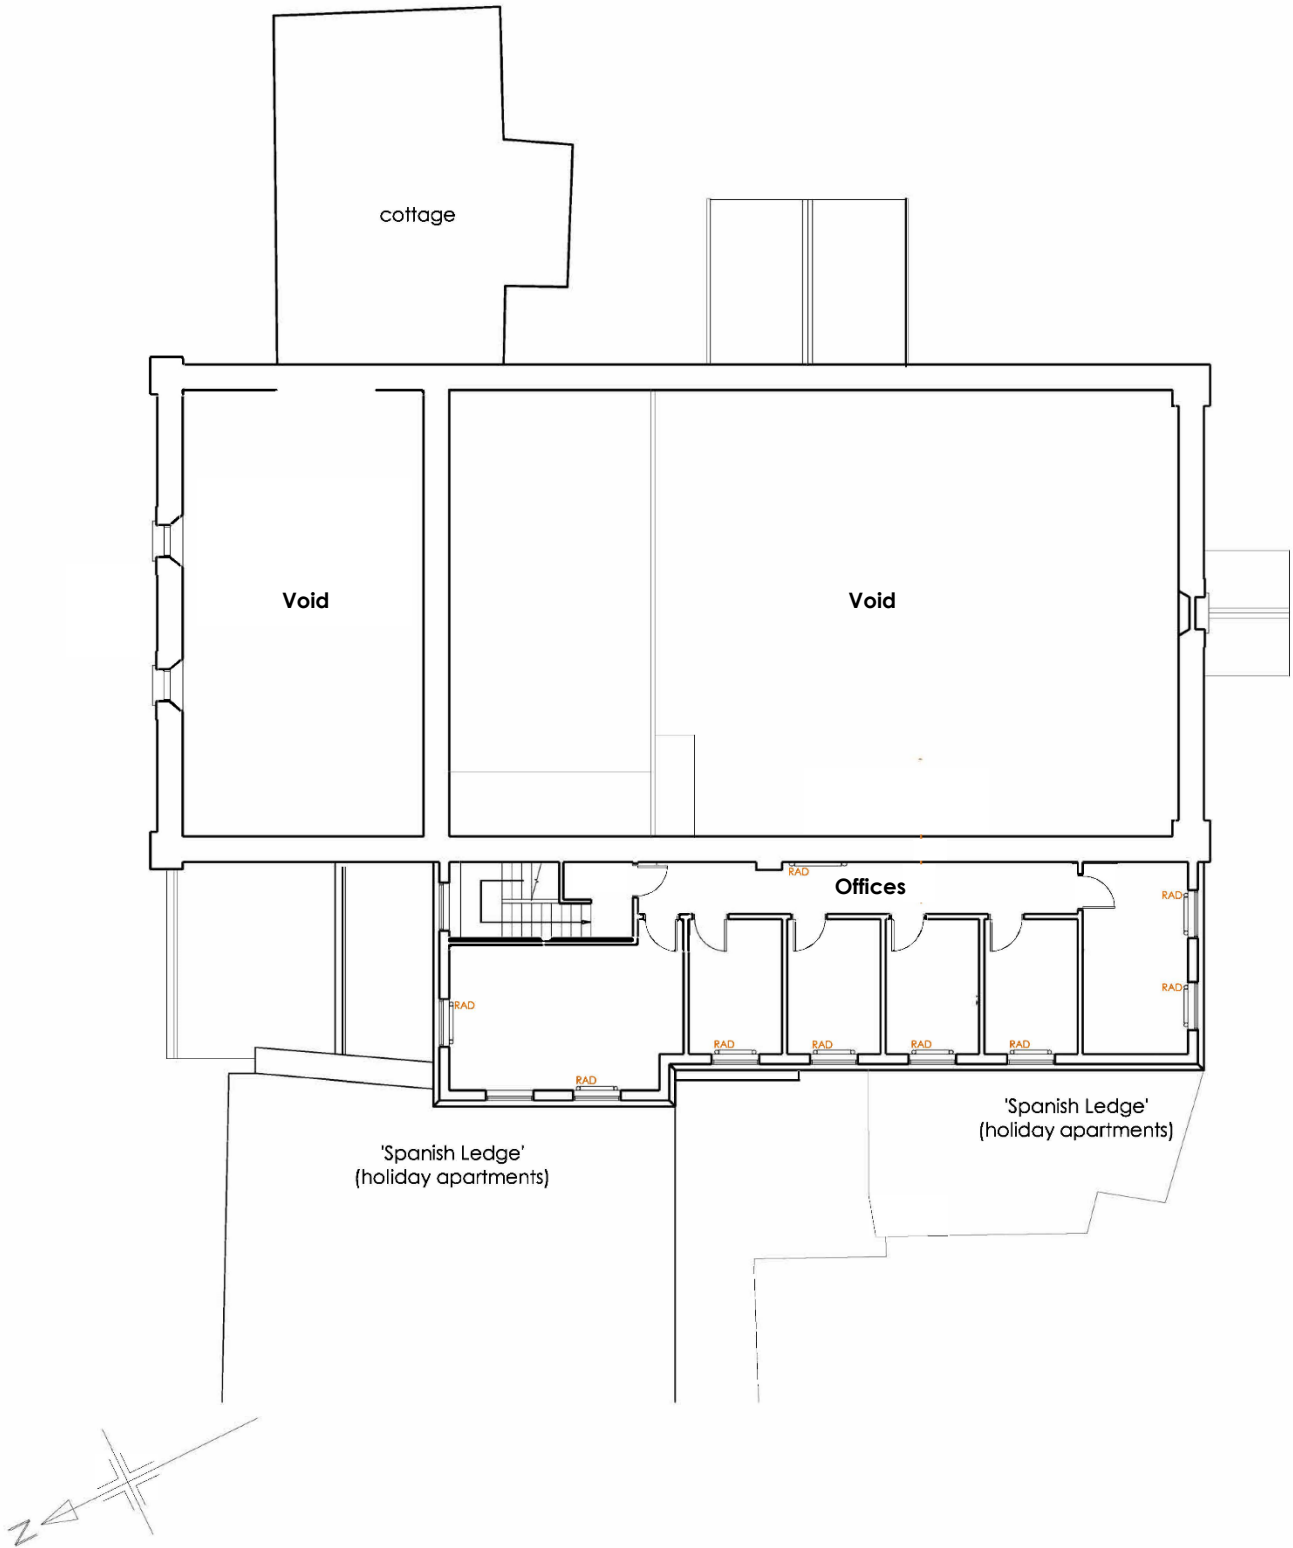 cottage
Void
Void
RAD
Offices
RAD
RAD
RAD
RAD
RAD
RAD
RAD
RAD
'Spanish Ledge'
(holiday apartments)
'Spanish Ledge'
(holiday apartments)
N